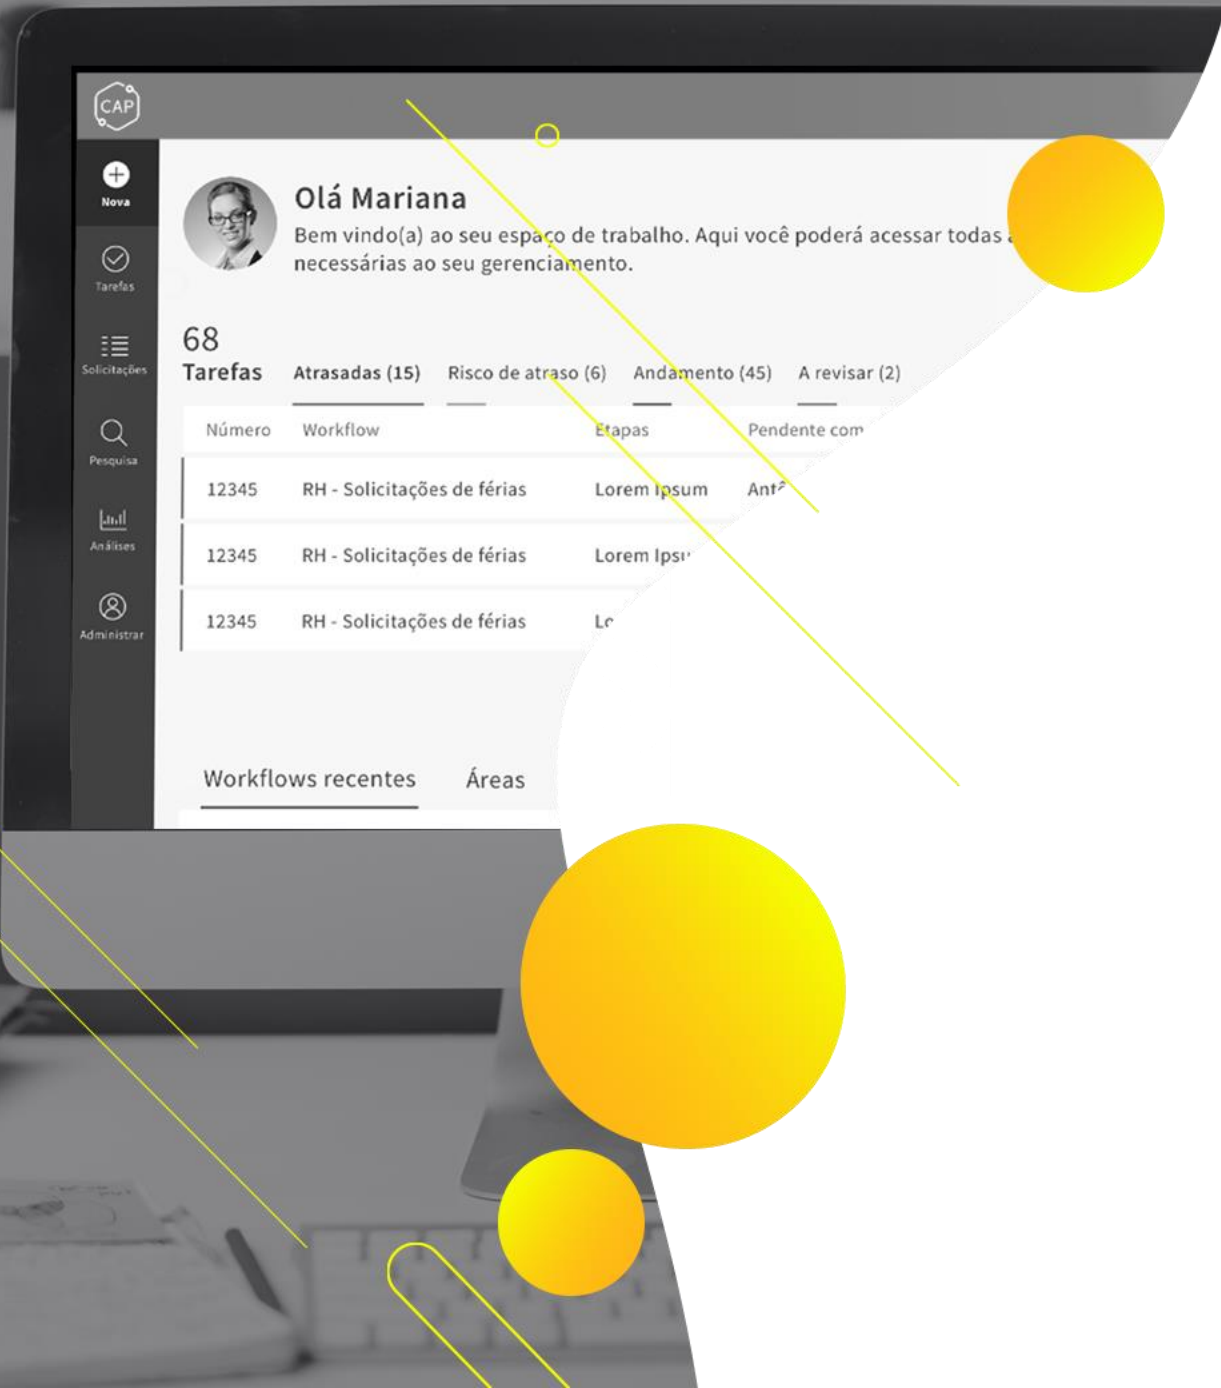 CAP
Nova
Tarefas
Solicitações
Pesquisa
Análises
Administrar
Olá Mariana
Bem vindo(a) ao seu espaço de trabalho. Aqui você poderá acessar todas
necessárias ao seu gerenciamento.
68
Tarefas Atrasadas (15) Risco de atraso (6) Andamento (45) A revisar (2)
Número Workflow Etapas Pendente com
12345 RH - Solicitações de férias Lorem Ipsum
12345 RH - Solicitações de férias Lorem
12345 RH - Solicitações de férias
Workflows recentes Áreas